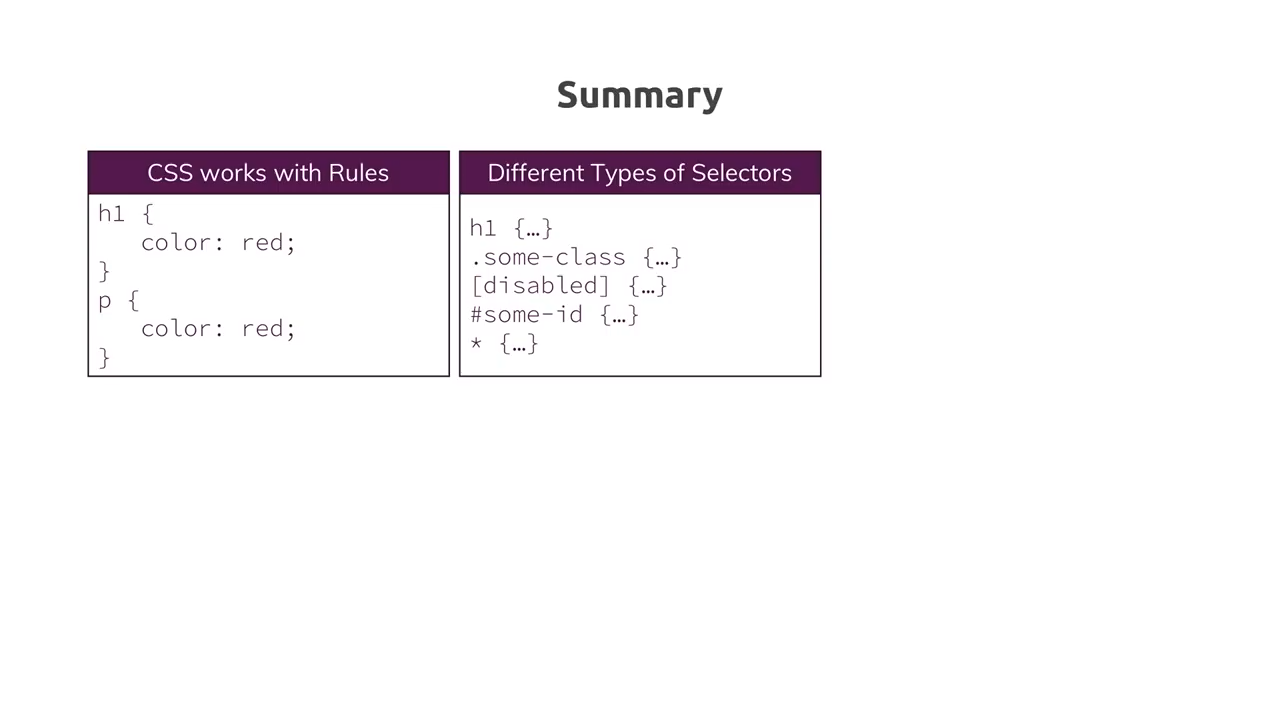 Summary
CSS works with Rules
h1 {
   color: red;
}
p {
   color: red;
}
Different Types of Selectors
h1 {…}
.some-class {…}
[disabled] {…}
#some-id {…}
* {…}